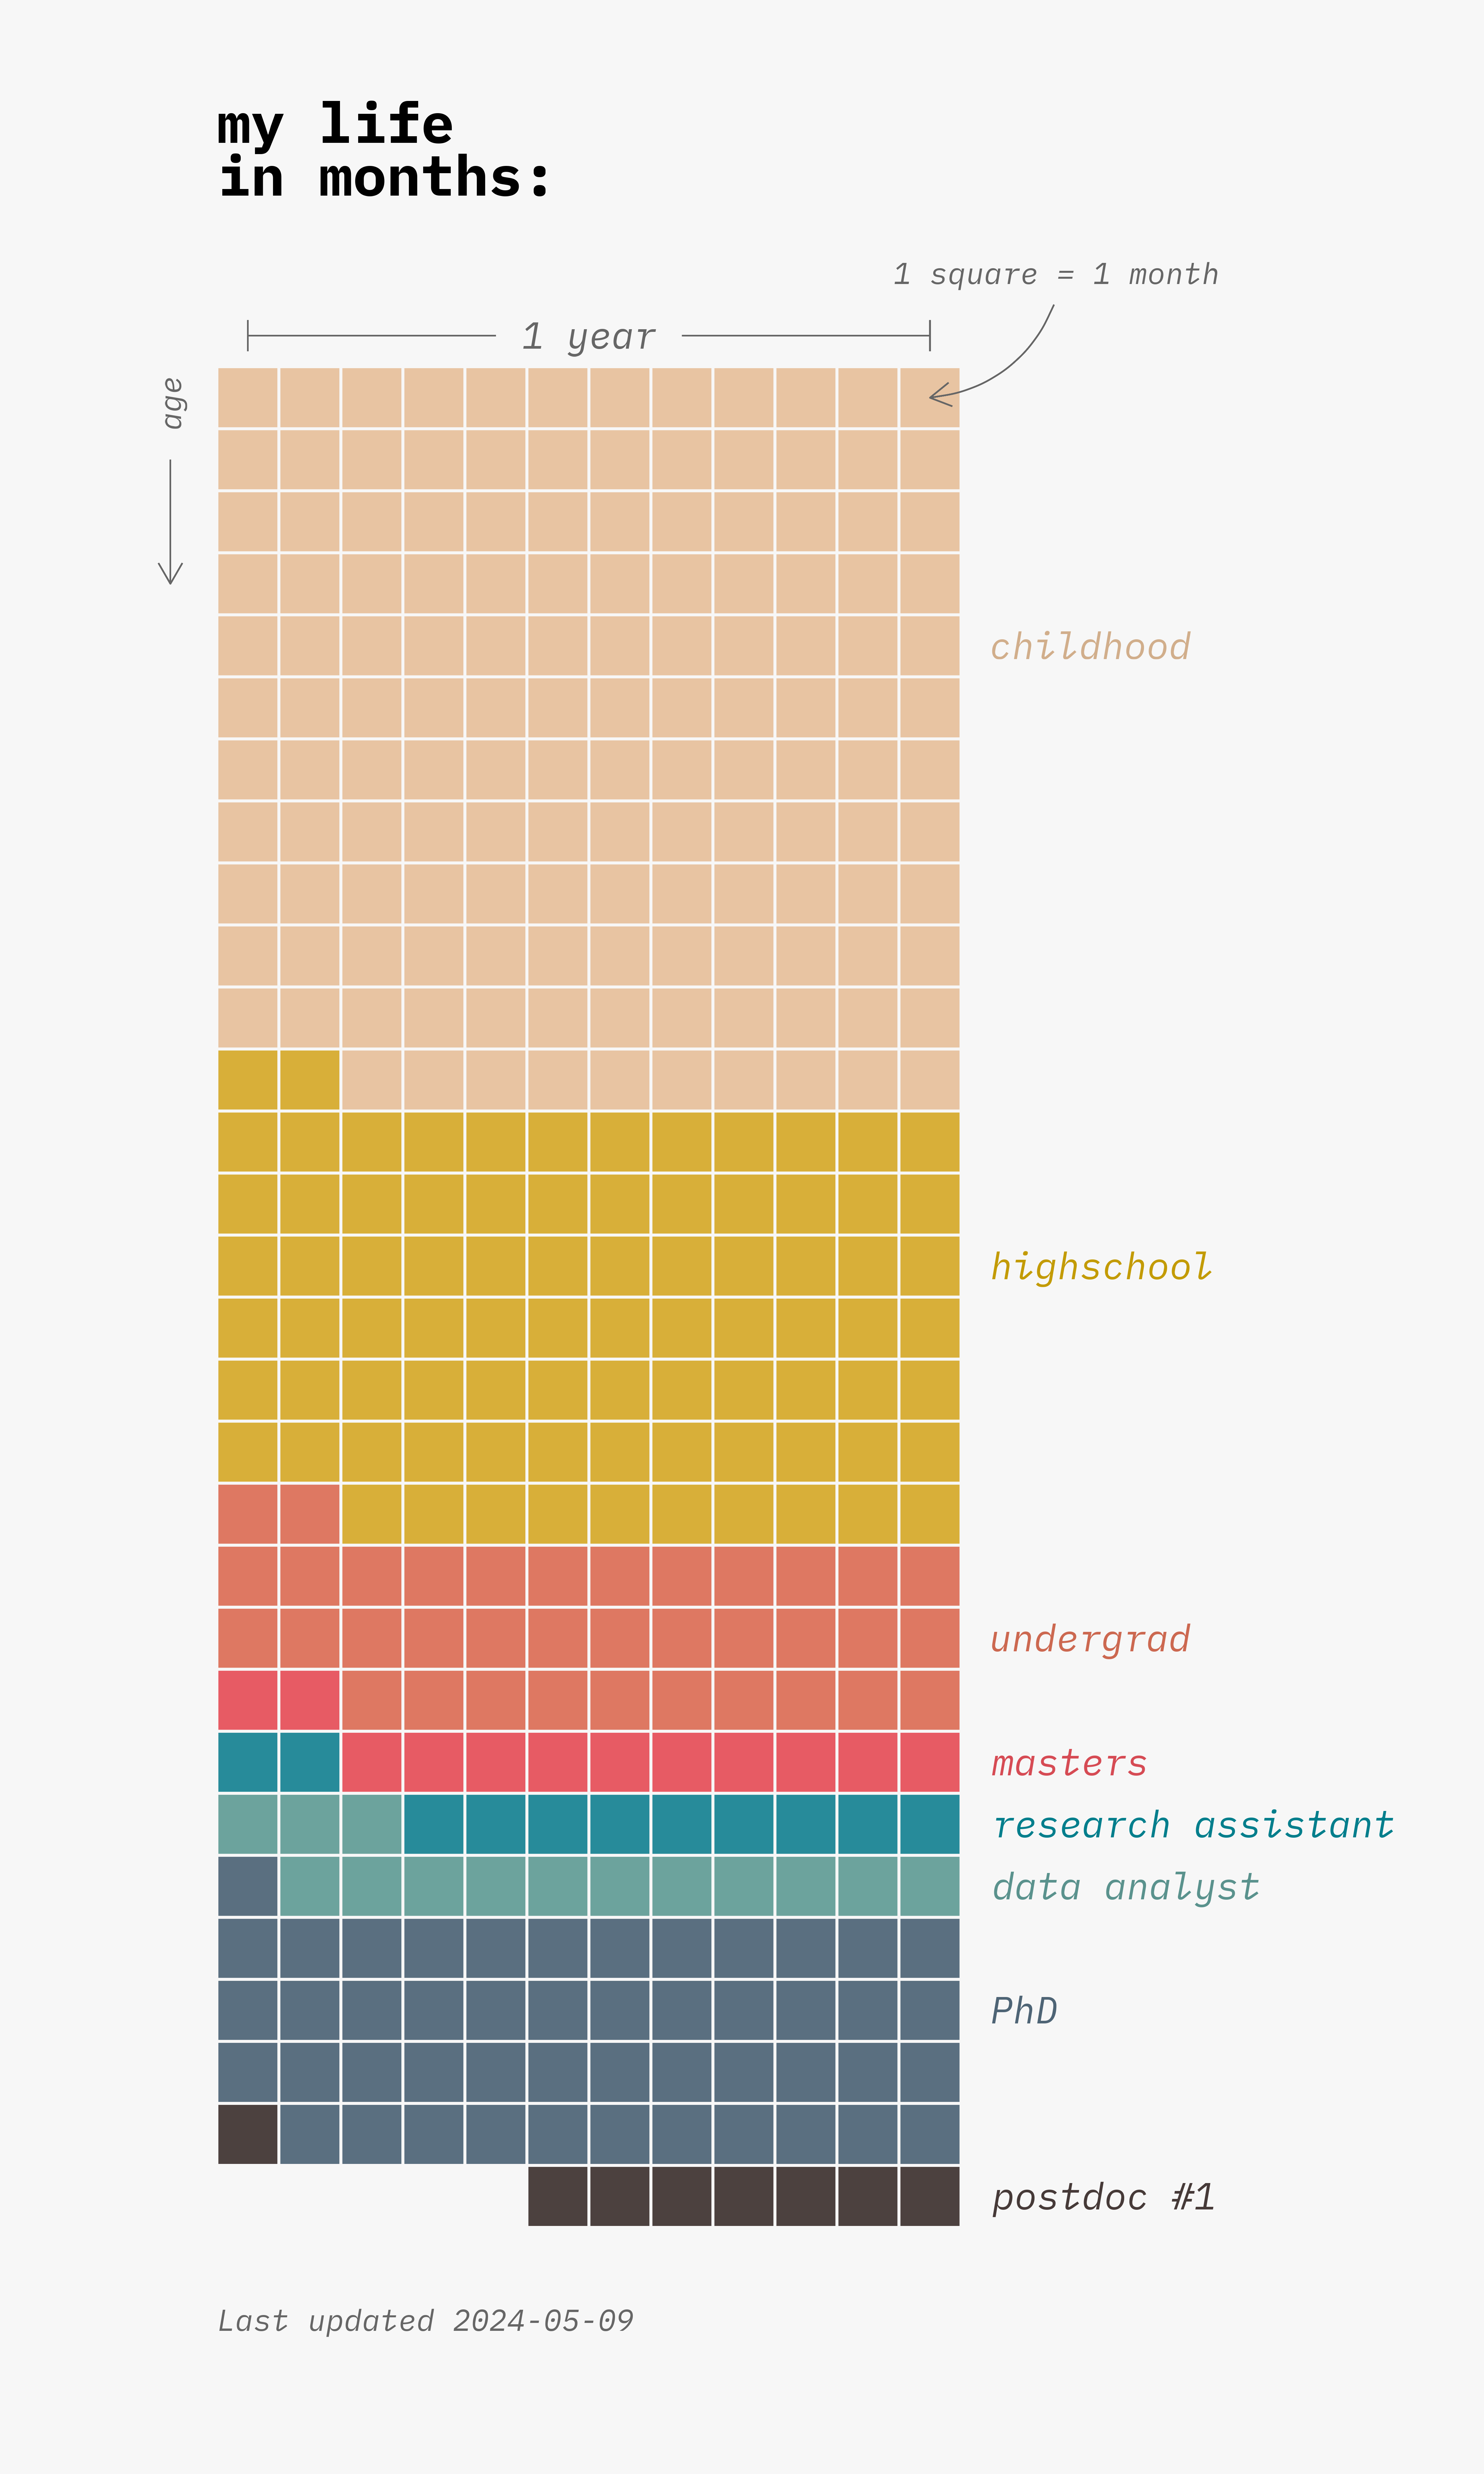 my life
in months:
1 square = 1 month
1 year
age
childhood
highschool
undergrad
masters
research assistant
data analyst
PhD
postdoc #1
Last updated 2024-05-09